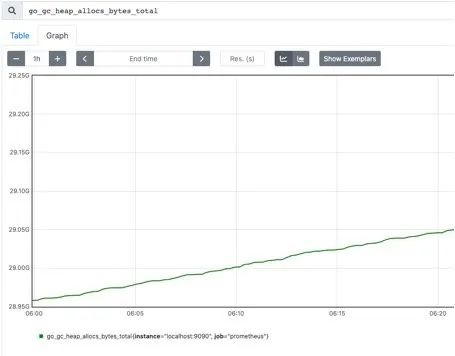 go_gc_heap_allocs_bytes_total
Table Graph
− 1h + < End time > Res. (s) Show Exemplars
29.25G
29.20G
29.15G
29.10G
29.05G
29.00G
28.95G
06:00 06:05 06:10 06:15 06:20
go_gc_heap_allocs_bytes_total{instance="localhost:9090", job="prometheus"}